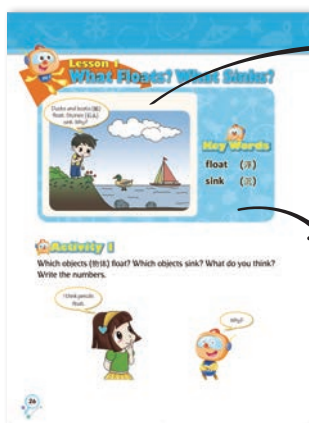 Lesson 1
What Floats? What Sinks?
Ducks and boats (船)
float. Stones (石头)
sink. Why?
Key Words
float (浮)
sink (沉)
Activity 1
Which objects (物体) float? Which objects sink? What do you think?
Write the numbers.
I think pencils
float.
Why?
26